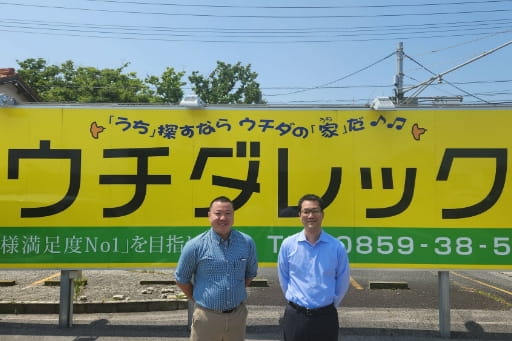 「うち」探すなら ウチダの「家」だ♪♫
ウチダレック
様満足度No1」を目指
0859-38-5